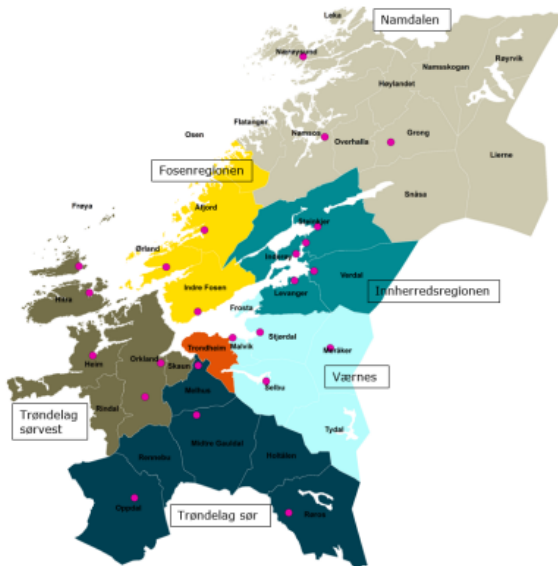 Leka
Namdalen
Nærøysund
Namsskogan
Røyrvik
Høylandet
Flatanger
Osen
Namsos
Overhalla
Grong
Lierne
Fosenregionen
Snåsa
Frøya
Åfjord
Steinkjer
Ørland
Inderøy
Verdal
Hitra
Indre Fosen
Levanger
Innherredsregionen
Frosta
Stjørdal
Malvik
Meråker
Trondheim
Heim
Orkland
Skaun
Værnes
Selbu
Melhus
Trøndelag
sørvest
Rindal
Tydal
Midtre Gauldal
Rennebu
Holtålen
Oppdal
Trøndelag sør
Røros